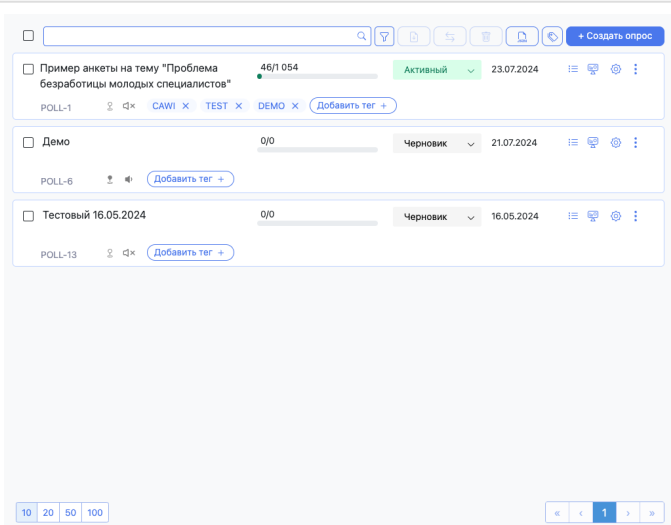 + Создать опрос
Пример анкеты на тему "Проблема
безработицы молодых специалистов"
46/1 054
Активный
23.07.2024
POLL-1
CAWI × TEST × DEMO × Добавить тег +
Демо
0/0
Черновик
21.07.2024
POLL-6
Добавить тег +
Тестовый 16.05.2024
0/0
Черновик
16.05.2024
POLL-13
Добавить тег +
10 20 50 100
« ‹ 1 › »